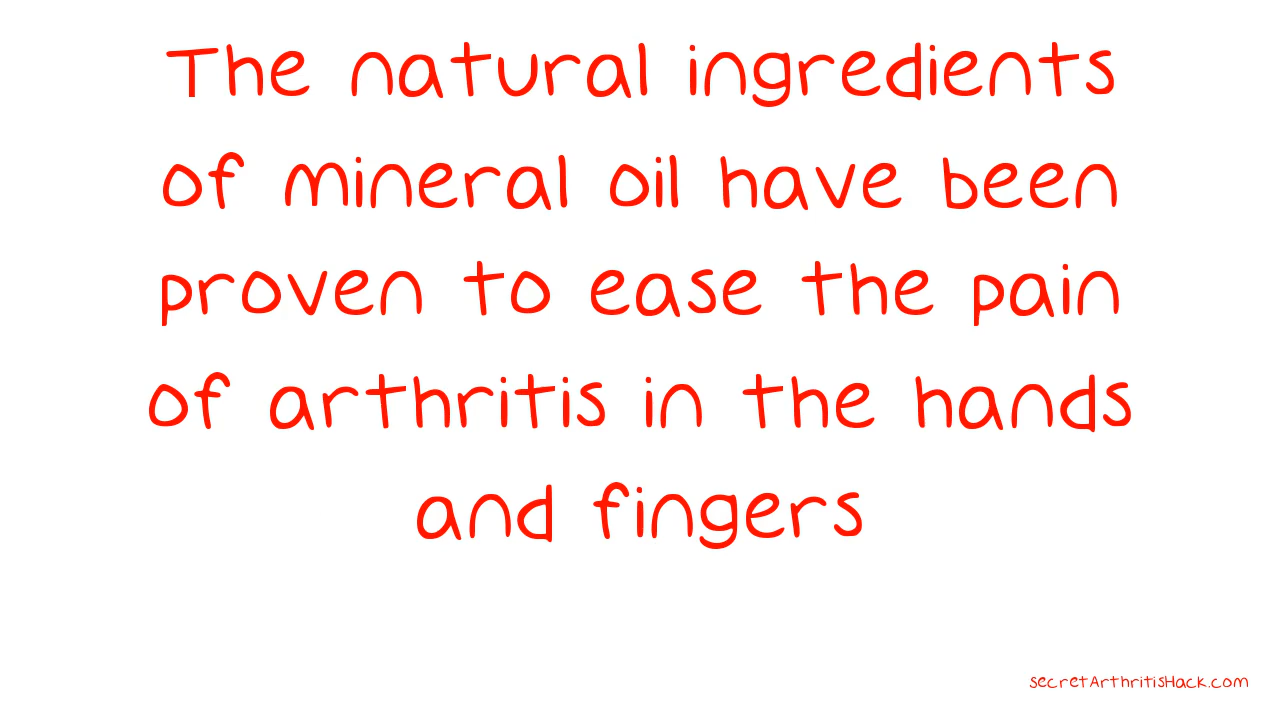 The natural ingredients
of mineral oil have been
proven to ease the pain
of arthritis in the hands
and fingers
secretArthritisHack.com